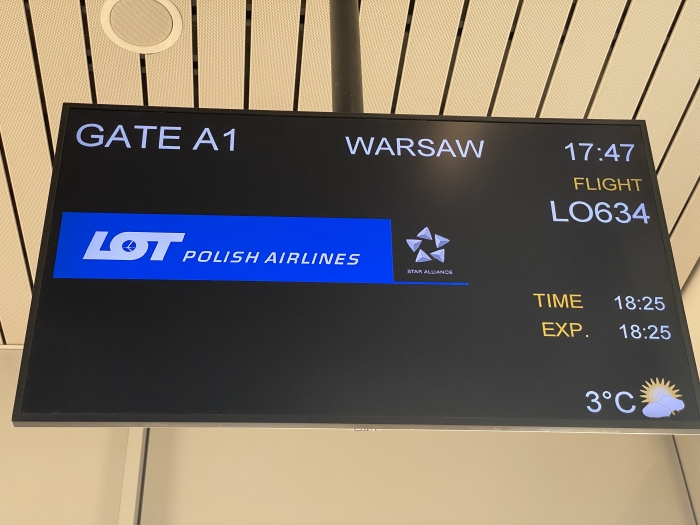 GATE A1 WARSAW 17:47
FLIGHT
LO634
LOT POLISH AIRLINES
STAR ALLIANCE
TIME 18:25
EXP. 18:25
3°C